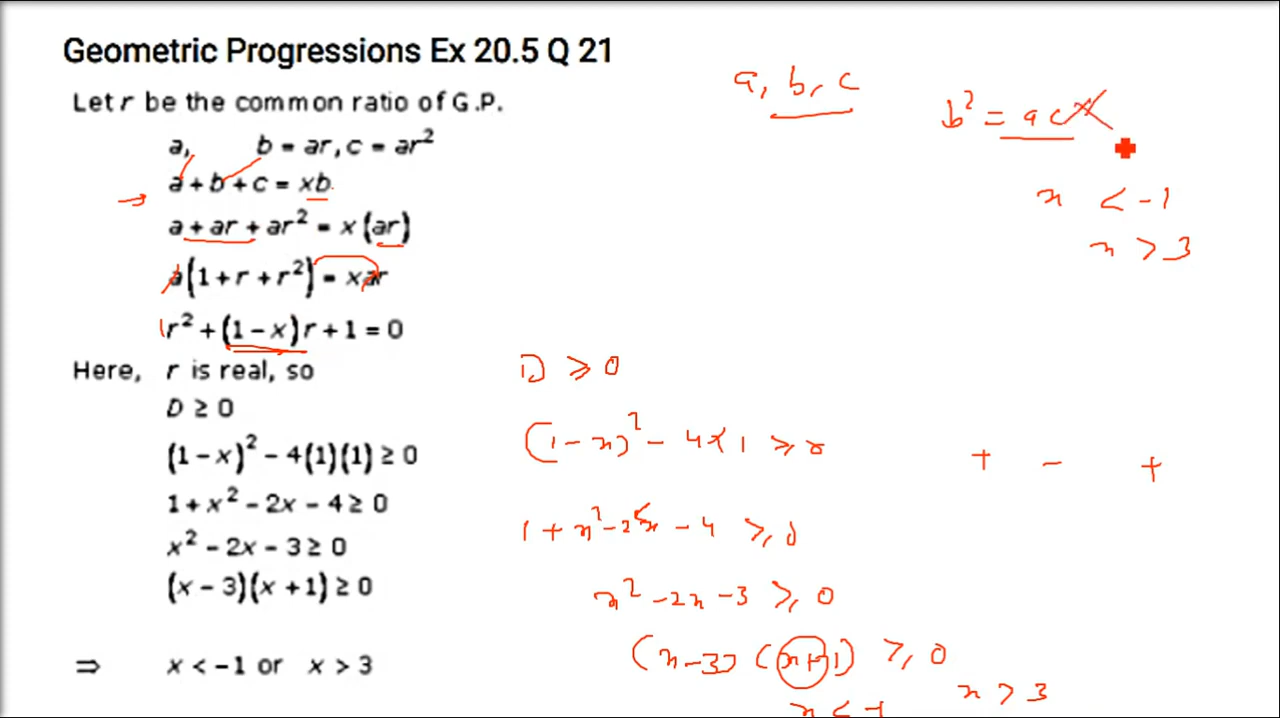 Geometric Progressions Ex 20.5 Q 21
Let r be the common ratio of G.P.
a, b = ar, c = ar²
a + b + c = xb
a + ar + ar² = x(ar)
a(1 + r + r²) = xar
r² + (1 − x)r + 1 = 0
Here, r is real, so
D ≥ 0
(1 − x)² − 4(1)(1) ≥ 0
1 + x² − 2x − 4 ≥ 0
x² − 2x − 3 ≥ 0
(x − 3)(x + 1) ≥ 0
⇒ x < −1 or x > 3
a, b, c
b² = ac
x < −1
x > 3
D ≥ 0
(1 − x)² − 4 × 1 ≥ 0
+ − +
1 + x² − 2x − 4 ≥ 0
x² − 2x − 3 ≥ 0
(x − 3) (x + 1) ≥ 0
x < −1 x > 3